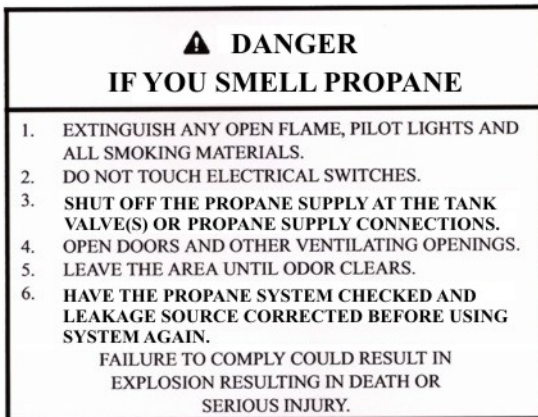 ⚠ DANGER
IF YOU SMELL PROPANE
1. EXTINGUISH ANY OPEN FLAME, PILOT LIGHTS AND
ALL SMOKING MATERIALS.
2. DO NOT TOUCH ELECTRICAL SWITCHES.
3. SHUT OFF THE PROPANE SUPPLY AT THE TANK
VALVE(S) OR PROPANE SUPPLY CONNECTIONS.
4. OPEN DOORS AND OTHER VENTILATING OPENINGS.
5. LEAVE THE AREA UNTIL ODOR CLEARS.
6. HAVE THE PROPANE SYSTEM CHECKED AND
LEAKAGE SOURCE CORRECTED BEFORE USING
SYSTEM AGAIN.
FAILURE TO COMPLY COULD RESULT IN
EXPLOSION RESULTING IN DEATH OR
SERIOUS INJURY.